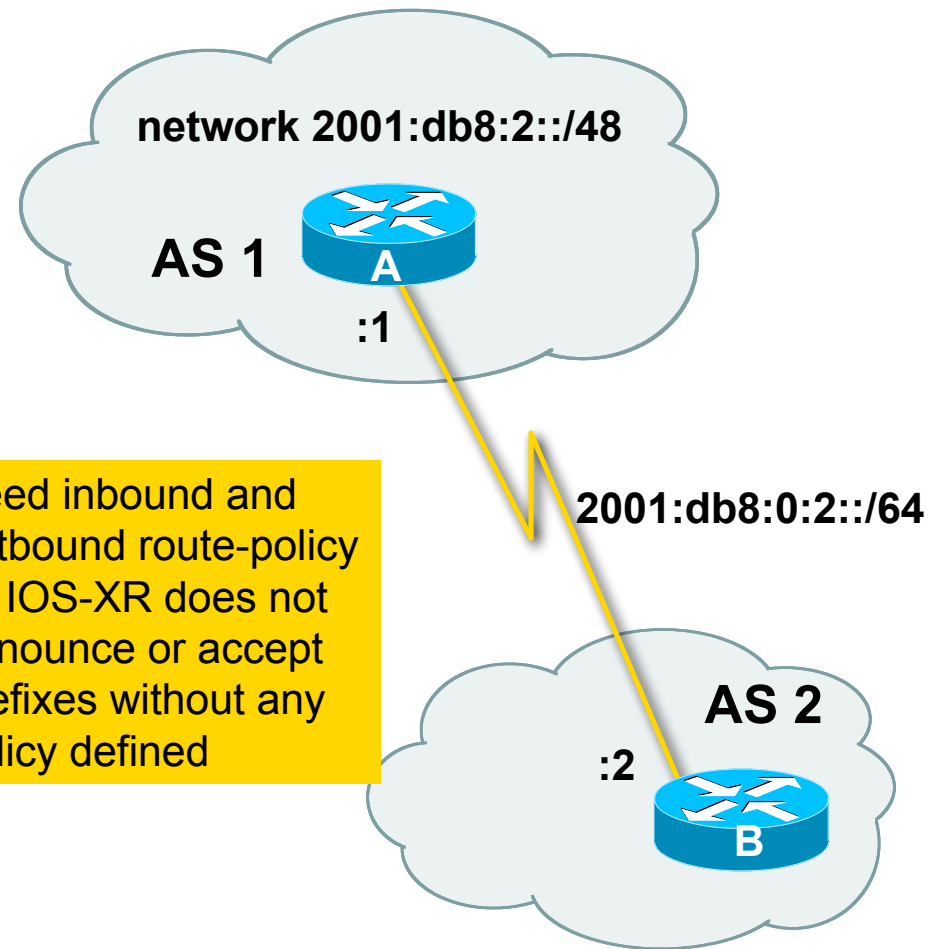 network 2001:db8:2::/48
AS 1
A
:1
eed inbound and
tbound route-policy
IOS-XR does not
nounce or accept
efixes without any
licy defined
2001:db8:0:2::/64
AS 2
:2
B